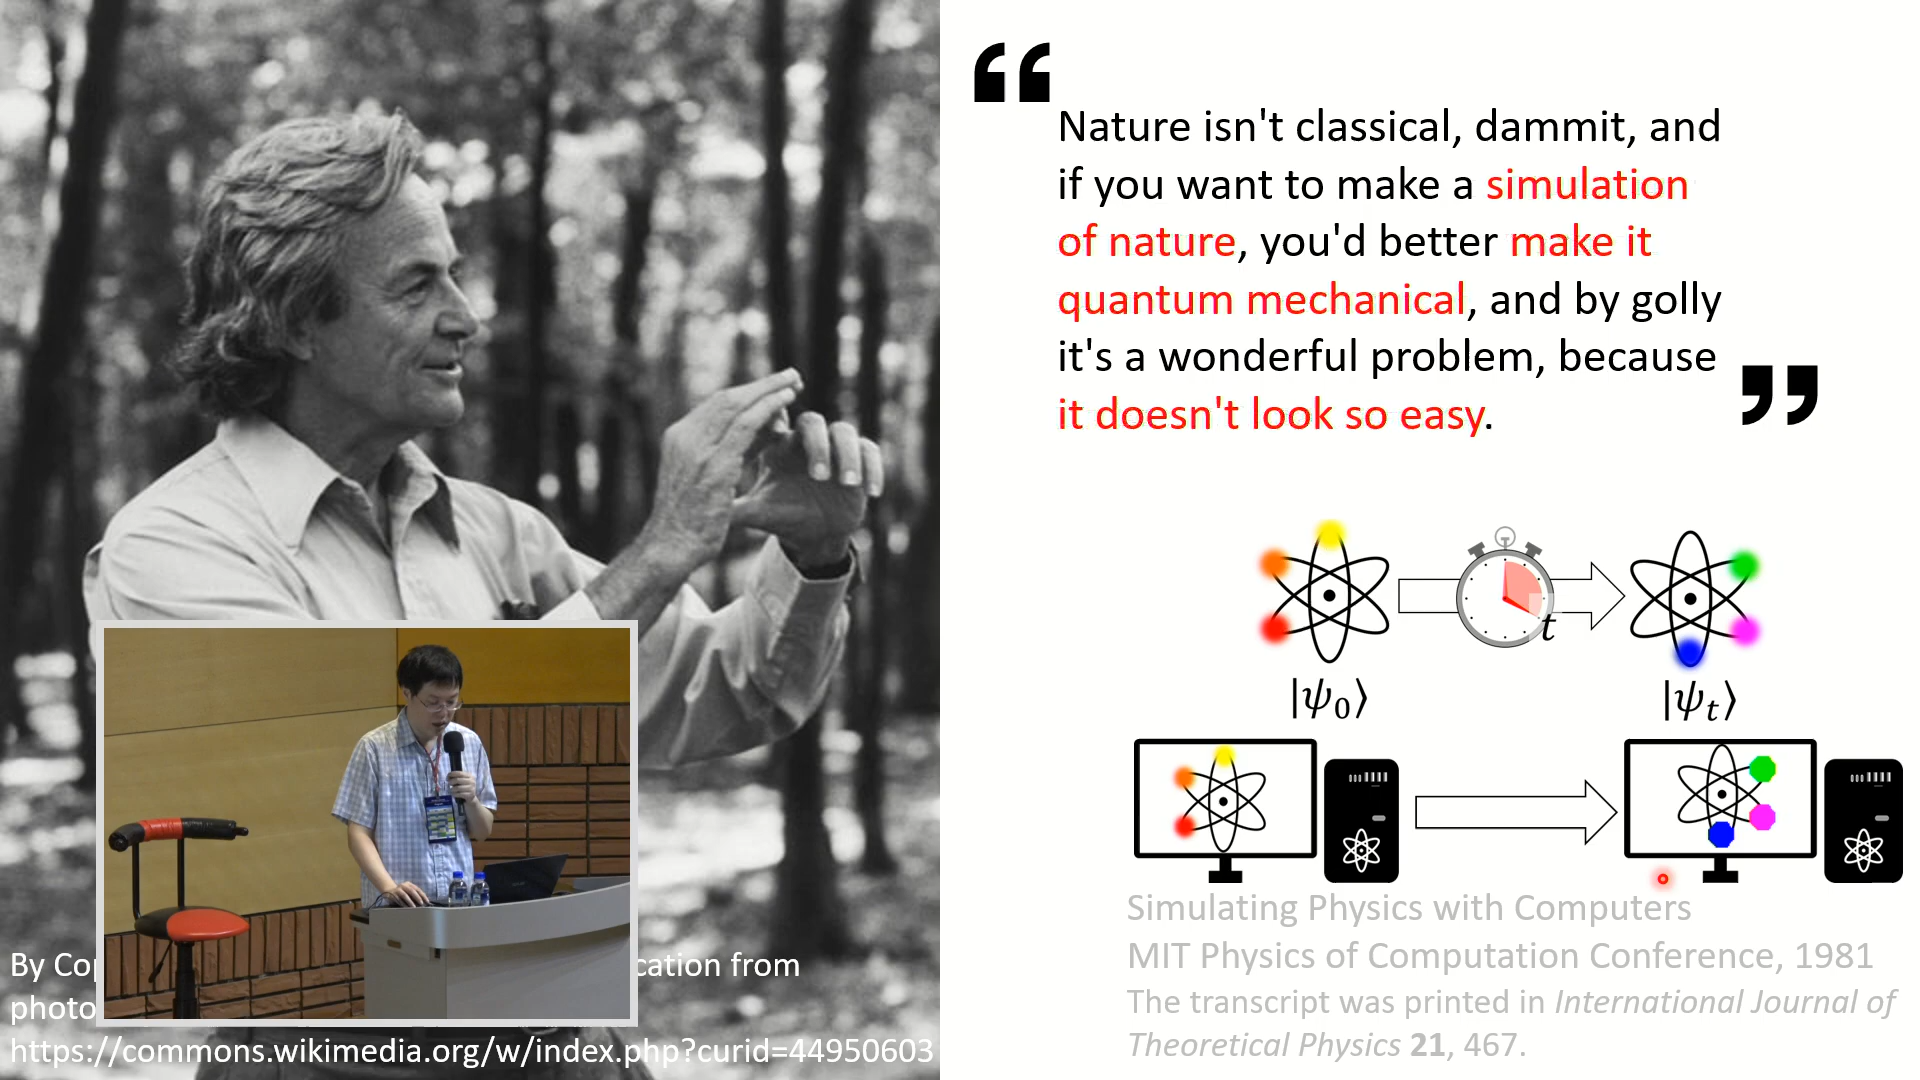 “
Nature isn't classical, dammit, and
if you want to make a simulation
of nature, you'd better make it
quantum mechanical, and by golly
it's a wonderful problem, because
it doesn't look so easy.
”
t
|ψ₀⟩
|ψₜ⟩
Simulating Physics with Computers
MIT Physics of Computation Conference, 1981
The transcript was printed in International Journal of
Theoretical Physics 21, 467.
By
from
https://commons.wikimedia.org/w/index.php?curid=44950603